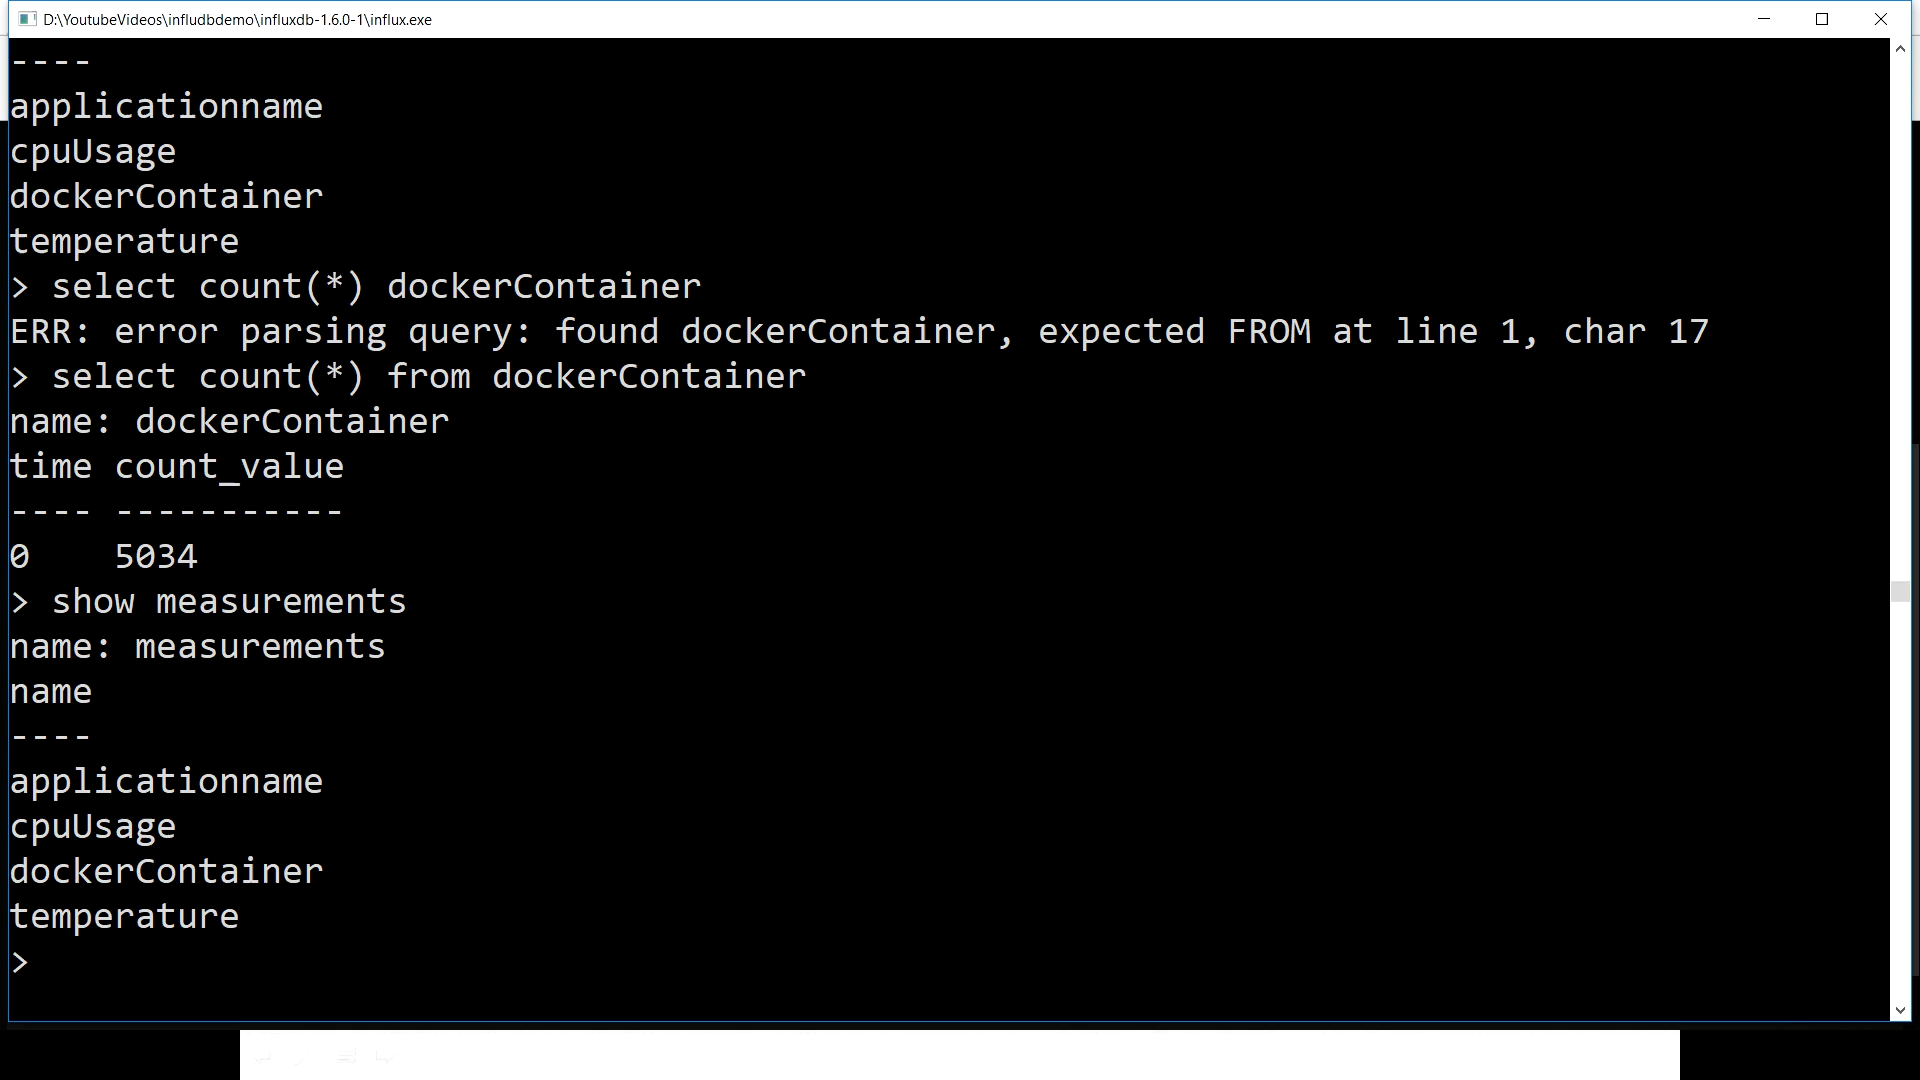 D:\YoutubeVideos\infludbdemo\influxdb-1.6.0-1\influx.exe
----
applicationname
cpuUsage
dockerContainer
temperature
> select count(*) dockerContainer
ERR: error parsing query: found dockerContainer, expected FROM at line 1, char 17
> select count(*) from dockerContainer
name: dockerContainer
time count_value
---- -----------
0    5034
> show measurements
name: measurements
name
----
applicationname
cpuUsage
dockerContainer
temperature
>